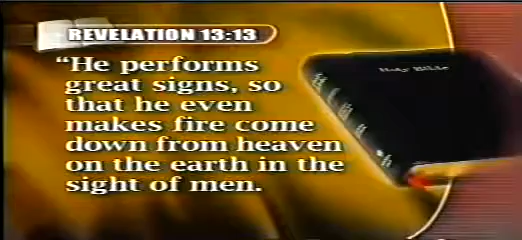 REVELATION 13:13
“He performs
great signs, so
that he even
makes fire come
down from heaven
on the earth in the
sight of men.
Holy Bible